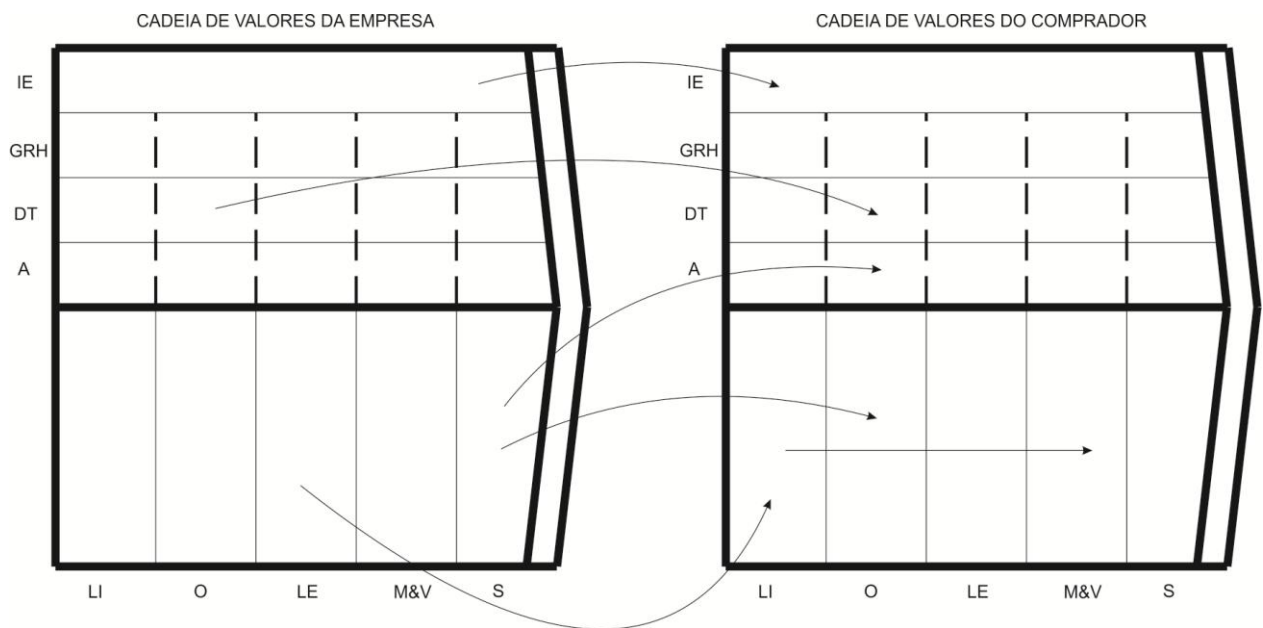 CADEIA DE VALORES DA EMPRESA
CADEIA DE VALORES DO COMPRADOR
IE
GRH
DT
A
LI O LE M&V S
IE
GRH
DT
A
LI O LE M&V S